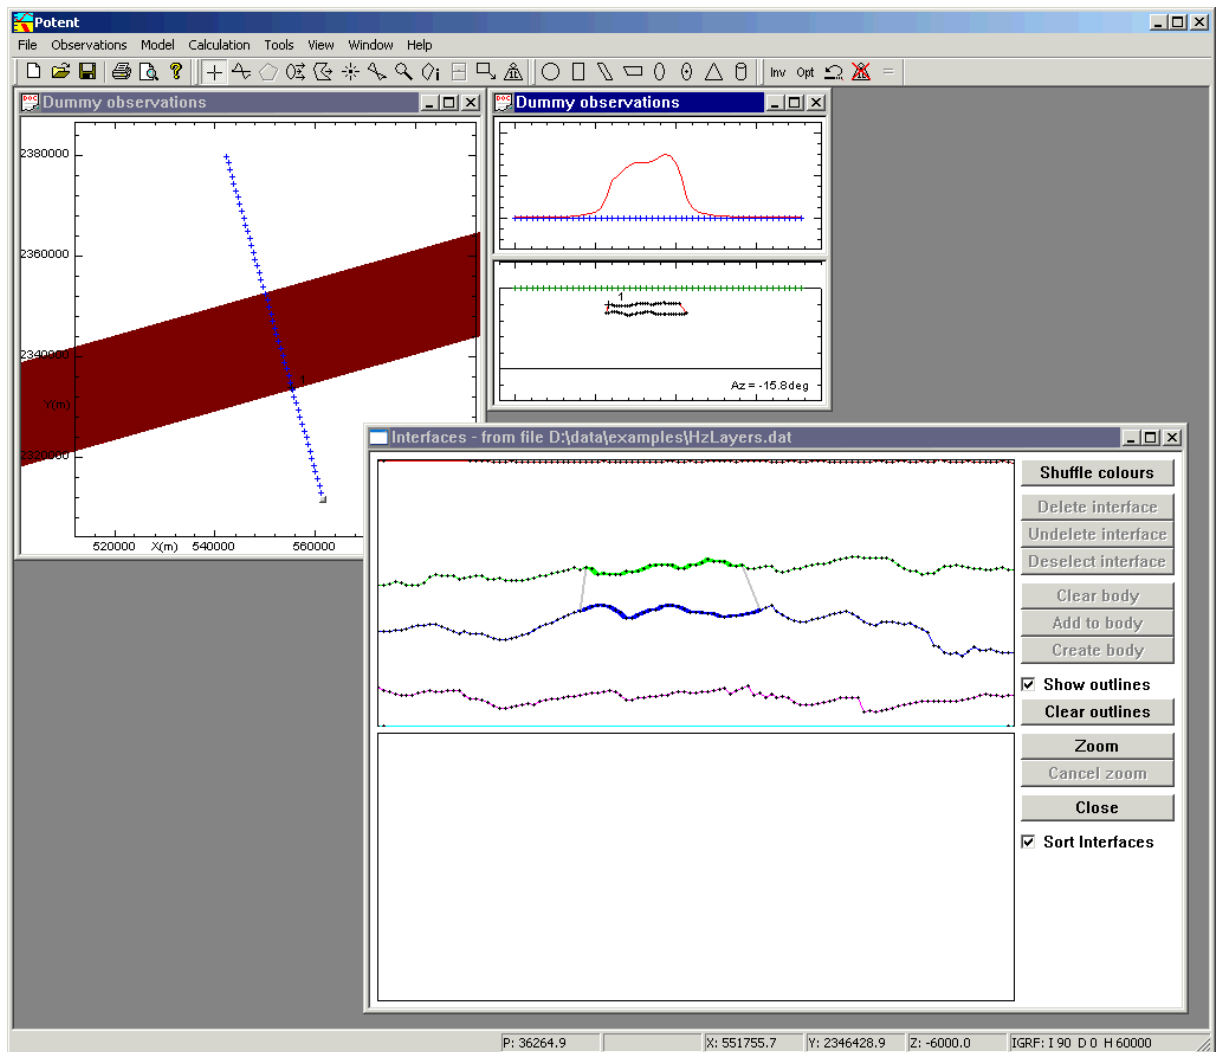 Potent
File Observations Model Calculation Tools View Window Help
Inv Opt
Dummy observations
2380000
2360000
2340000
Y(m)
2320000
520000 X(m) 540000 560000
1
Dummy observations
1
Az = -15.8deg
Interfaces - from file D:\data\examples\HzLayers.dat
Shuffle colours
Delete interface
Undelete interface
Deselect interface
Clear body
Add to body
Create body
Show outlines
Clear outlines
Zoom
Cancel zoom
Close
Sort Interfaces
P: 36264.9 X: 551755.7 Y: 2346428.9 Z: -6000.0 IGRF: I 90 D 0 H 60000